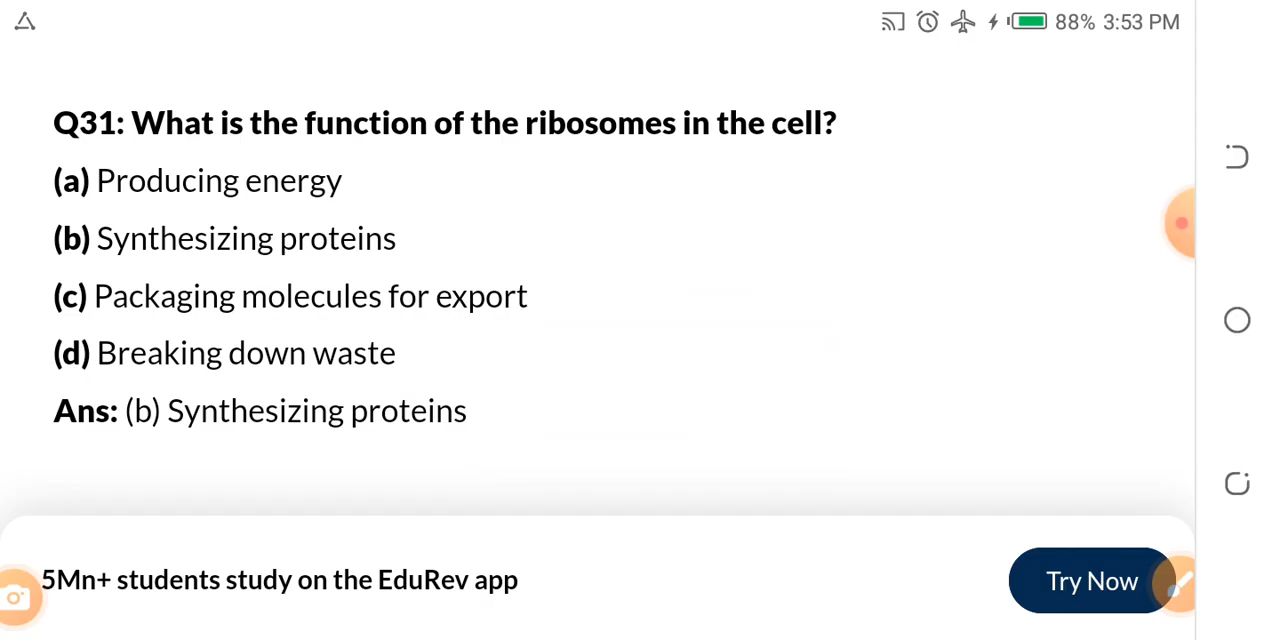 88% 3:53 PM
Q31: What is the function of the ribosomes in the cell?
(a) Producing energy
(b) Synthesizing proteins
(c) Packaging molecules for export
(d) Breaking down waste
Ans: (b) Synthesizing proteins
5Mn+ students study on the EduRev app
Try Now